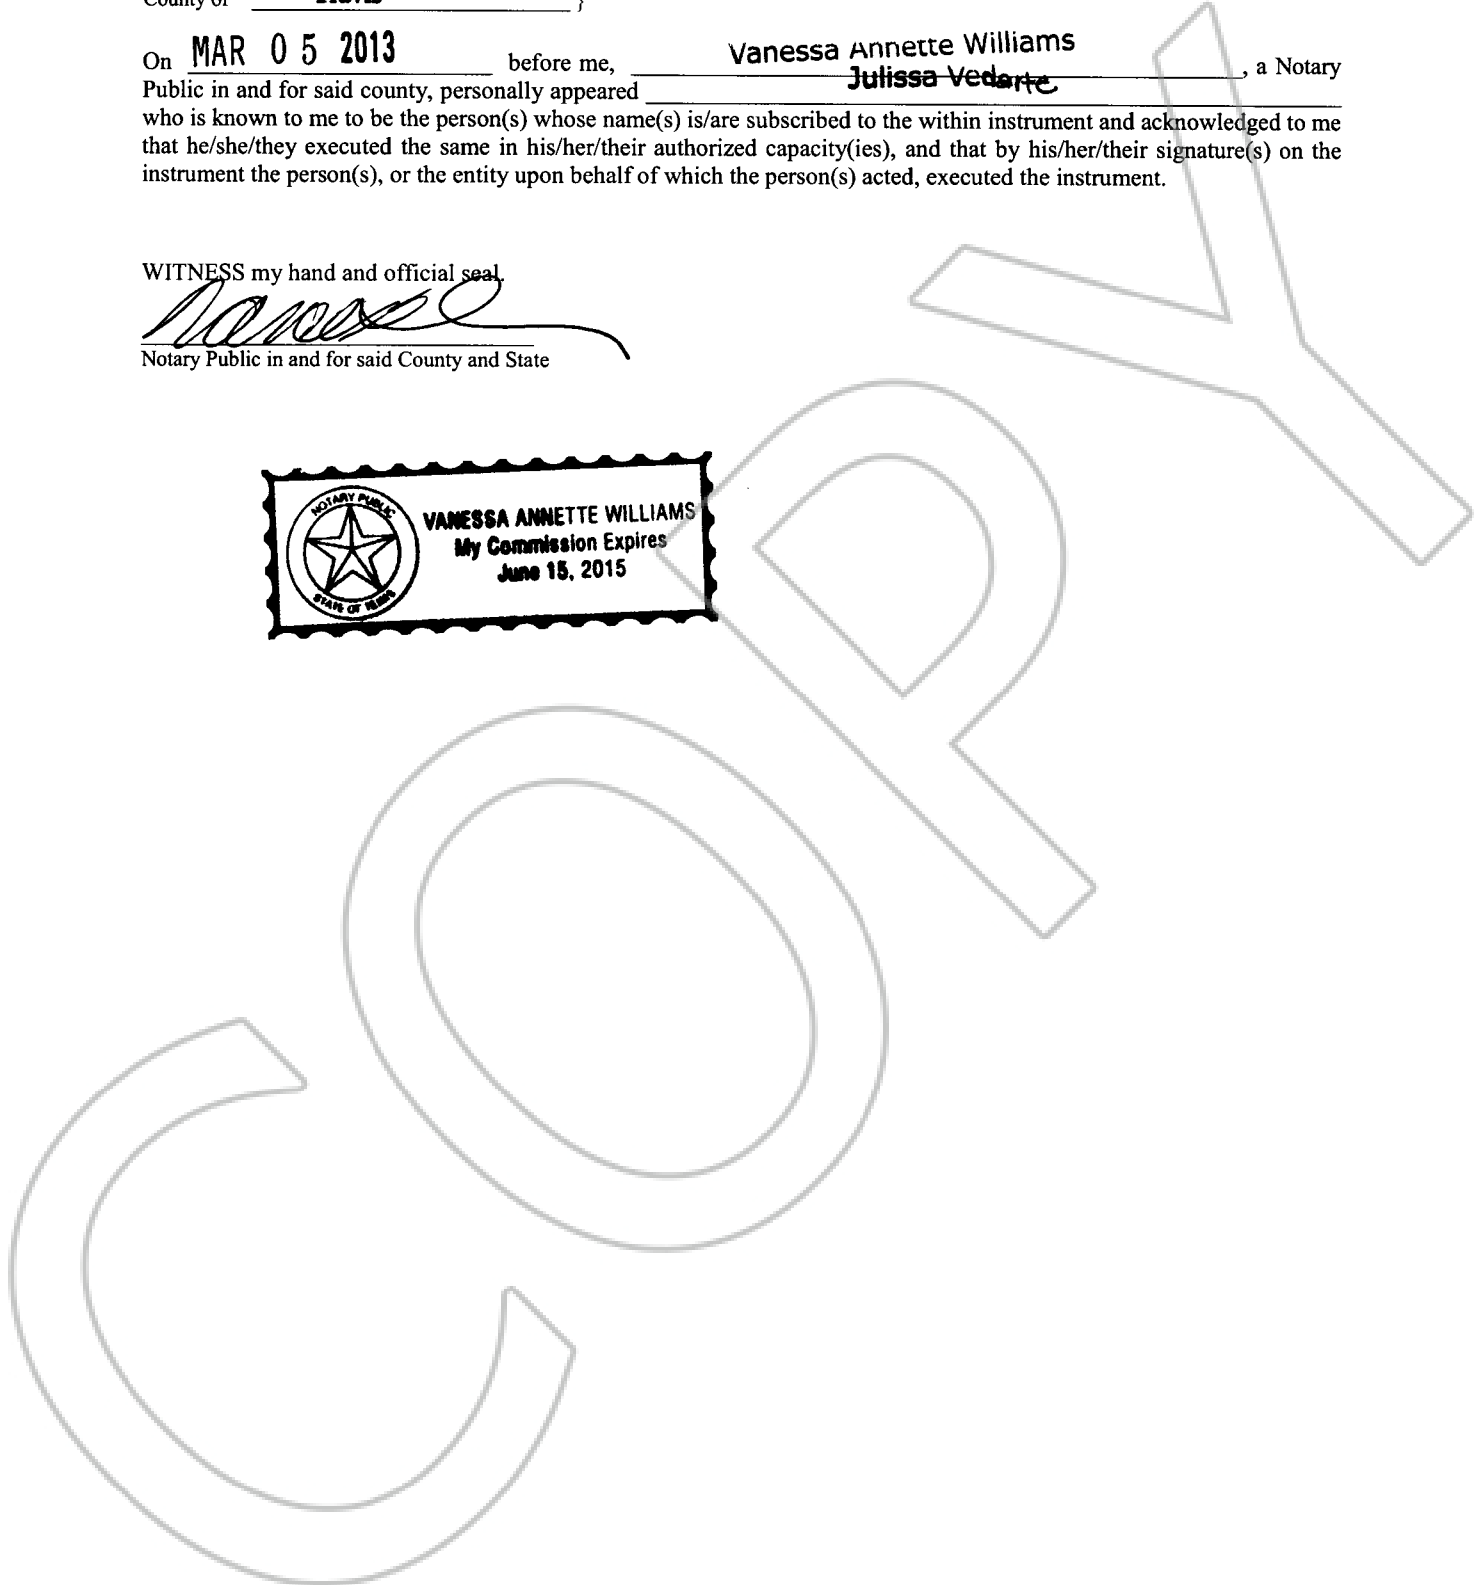 County of }
On MAR 05 2013 before me, Vanessa Annette Williams , a Notary
Public in and for said county, personally appeared Julissa
who is known to me to be the person(s) whose name(s) is/are subscribed to the within instrument and acknowledged to me
that he/she/they executed the same in his/her/their authorized capacity(ies), and that by his/her/their signature(s) on the
instrument the person(s), or the entity upon behalf of which the person(s) acted, executed the instrument.
WITNESS my hand and official seal.
Notary Public in and for said County and State
NOTARY PUBLIC
STATE OF TEXAS
VANESSA ANNETTE WILLIAMS
My Commission Expires
June 15, 2015
COPY